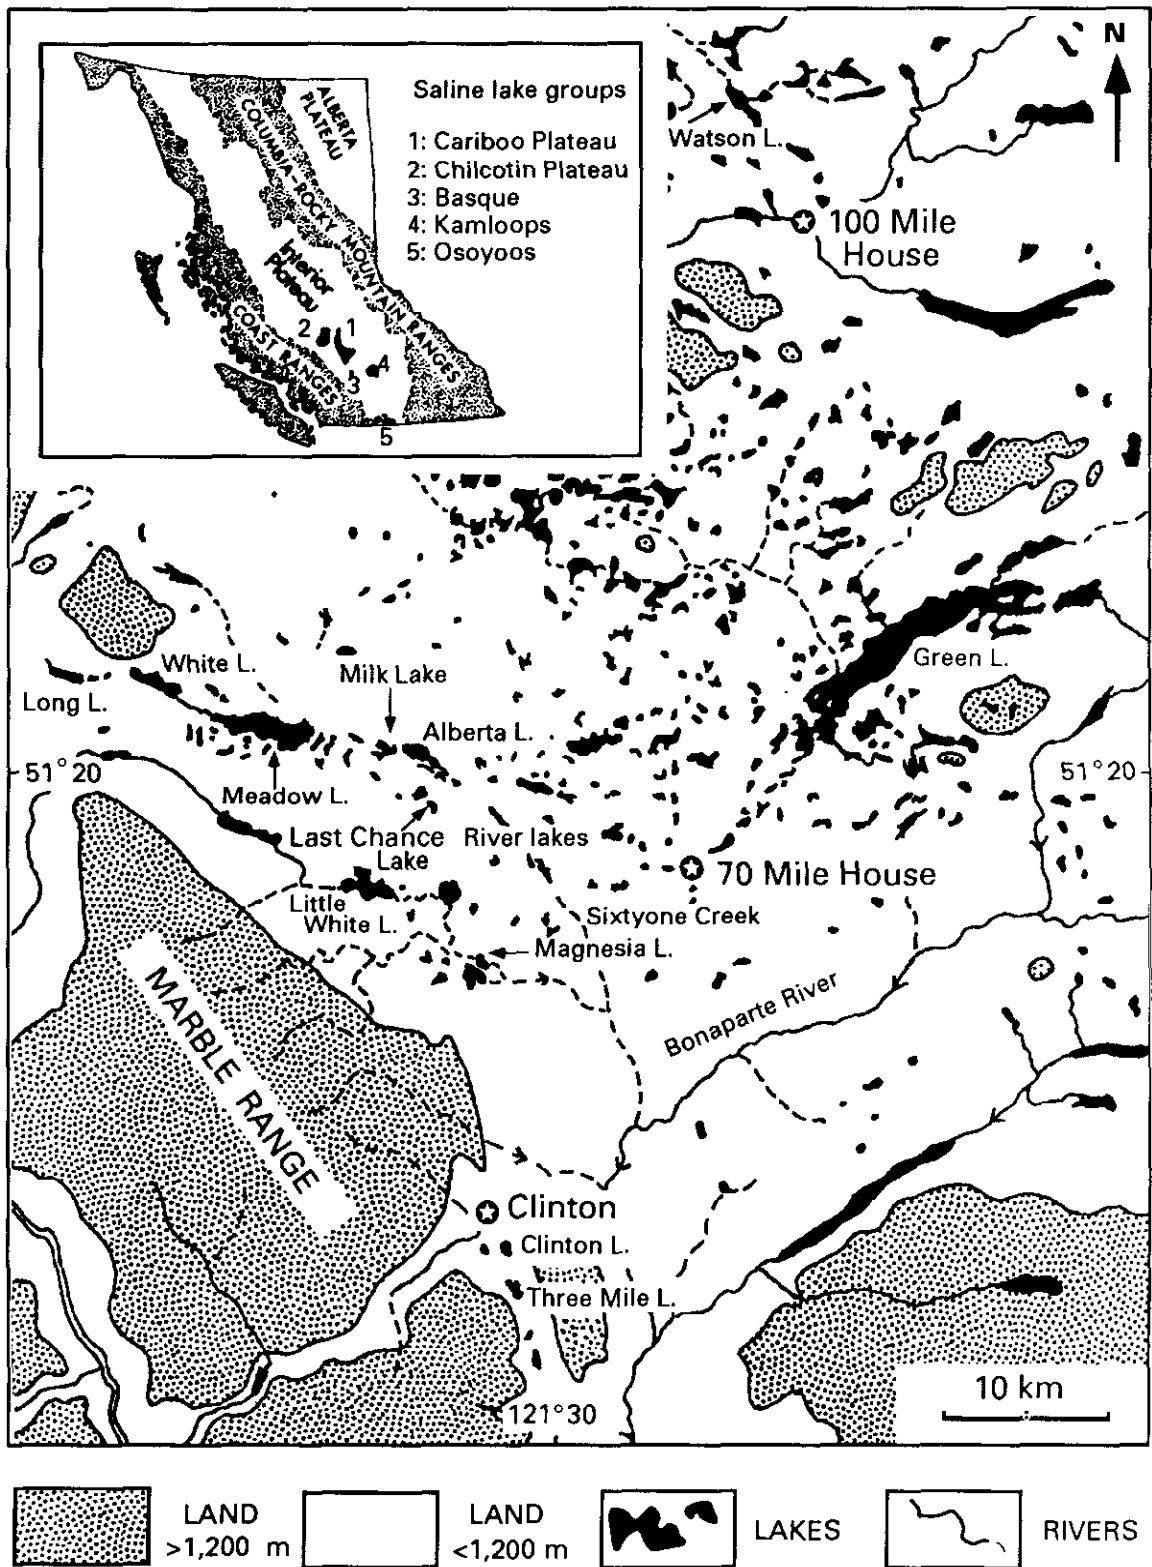 N
Saline lake groups
1: Cariboo Plateau
2: Chilcotin Plateau
3: Basque
4: Kamloops
5: Osoyoos
ALBERTA
PLATEAU
COLUMBIA-ROCKY MOUNTAIN RANGES
Interior
Plateau
COAST RANGES
1
2
3
4
5
Watson L.
100 Mile
House
White L.
Milk Lake
Green L.
Long L.
Alberta L.
51°20
51°20
Meadow L.
Last Chance
Lake
River lakes
70 Mile House
Little
White L.
Sixtyone Creek
Magnesia L.
MARBLE RANGE
Bonaparte River
Clinton
Clinton L.
Three Mile L.
121°30
10 km
LAND
>1,200 m
LAND
<1,200 m
LAKES
RIVERS